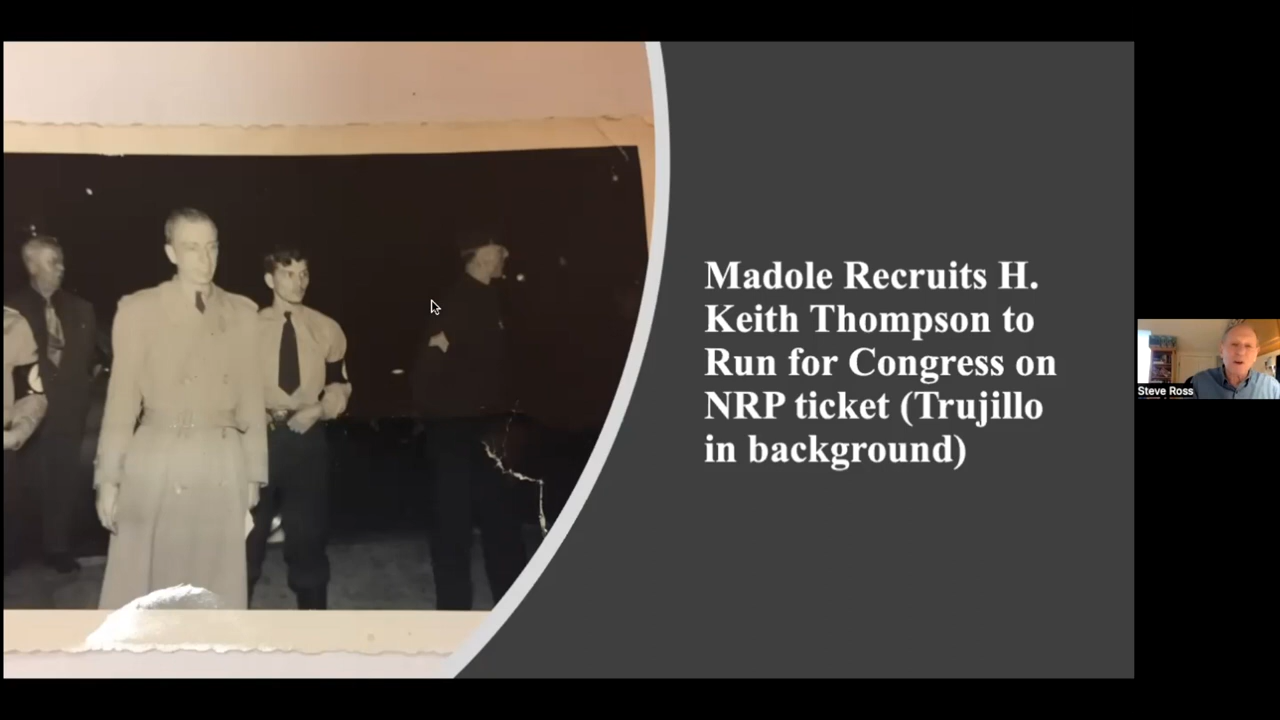 Madole Recruits H.
Keith Thompson to
Run for Congress on
NRP ticket (Trujillo
in background)
Steve Ross